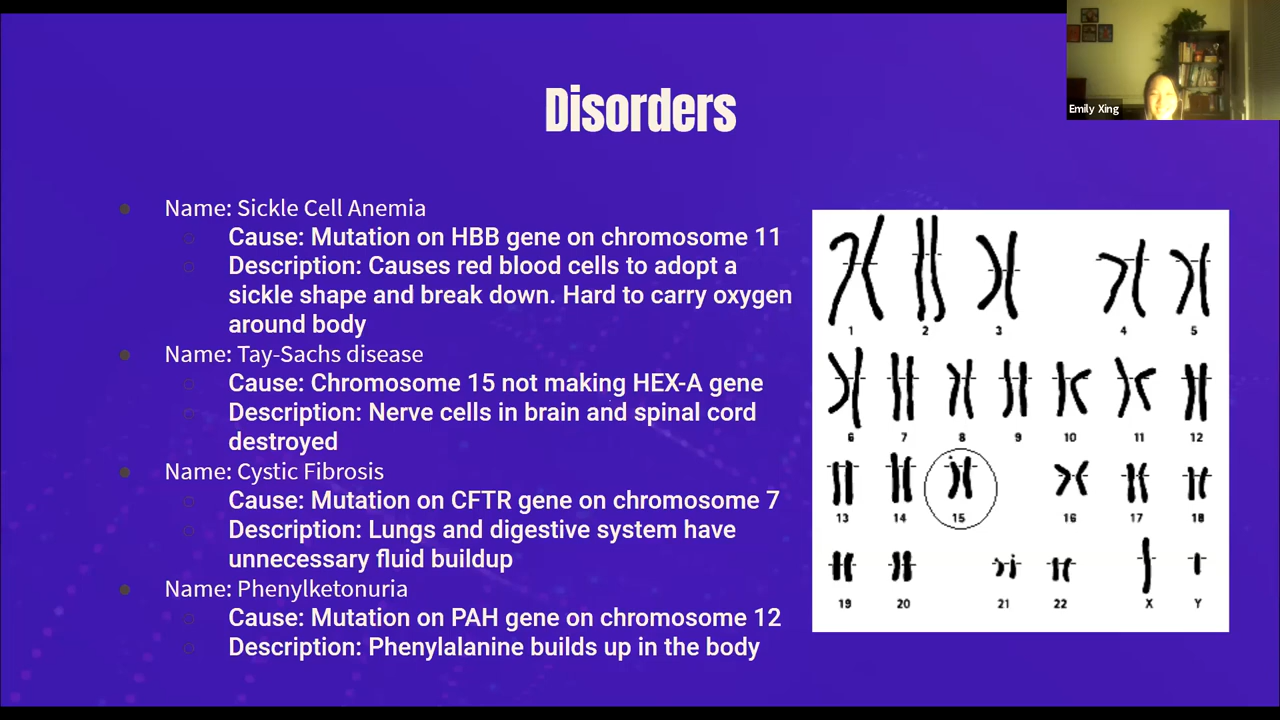 Emily Xing
Disorders
Name: Sickle Cell Anemia
Cause: Mutation on HBB gene on chromosome 11
Description: Causes red blood cells to adopt a
sickle shape and break down. Hard to carry oxygen
around body
Name: Tay-Sachs disease
Cause: Chromosome 15 not making HEX-A gene
Description: Nerve cells in brain and spinal cord
destroyed
Name: Cystic Fibrosis
Cause: Mutation on CFTR gene on chromosome 7
Description: Lungs and digestive system have
unnecessary fluid buildup
Name: Phenylketonuria
Cause: Mutation on PAH gene on chromosome 12
Description: Phenylalanine builds up in the body
1 2 3 4 5
6 7 8 9 10 11 12
13 14 15 16 17 18
19 20 21 22 X Y